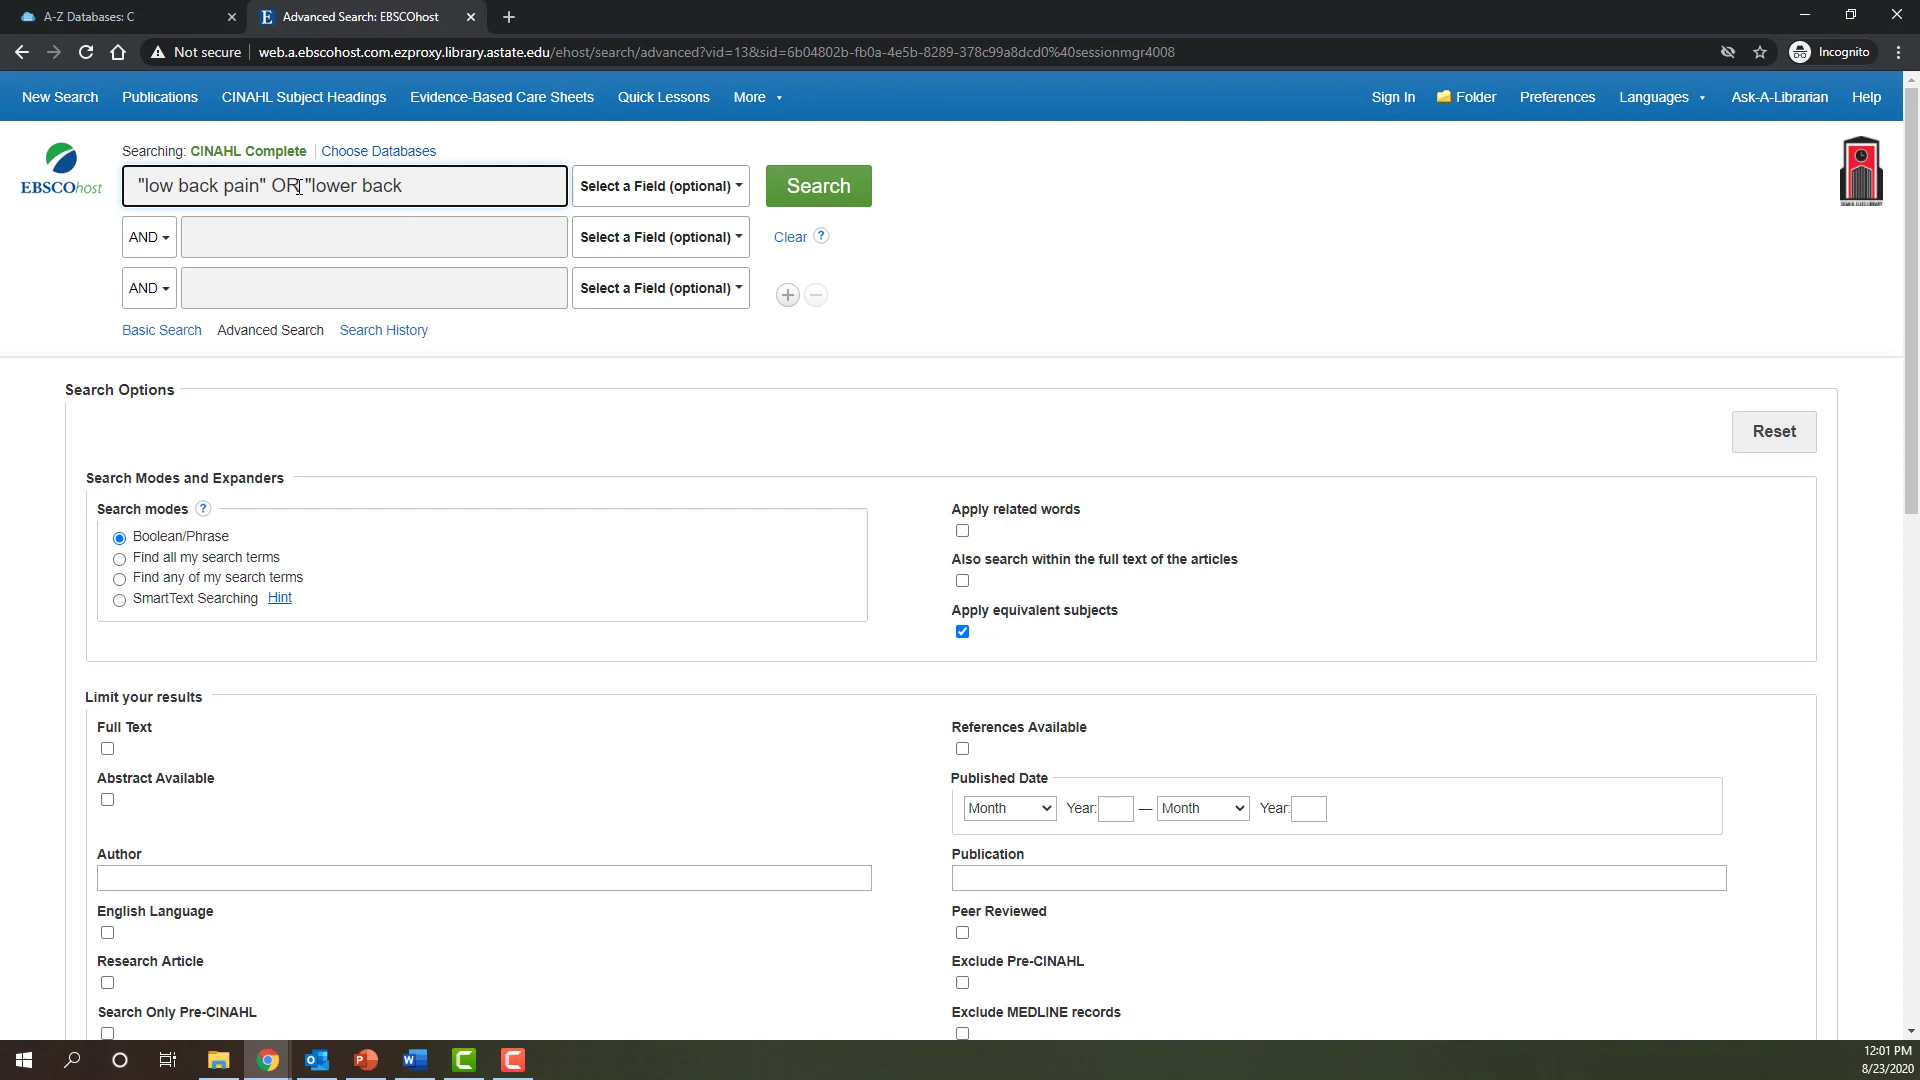 A-Z Databases: C
Advanced Search: EBSCOhost
Not secure web.a.ebscohost.com.ezproxy.library.astate.edu/ehost/search/advanced?vid=13&sid=6b04802b-fb0a-4e5b-8289-378c99a8dcd0%40sessionmgr4008 Incognito
New Search Publications CINAHL Subject Headings Evidence-Based Care Sheets Quick Lessons More Sign In Folder Preferences Languages Ask-A-Librarian Help
Searching: CINAHL Complete Choose Databases
EBSCOhost
"low back pain" OR "lower back Select a Field (optional) Search
AND Select a Field (optional) Clear ?
AND Select a Field (optional)
Basic Search Advanced Search Search History
Search Options
Reset
Search Modes and Expanders
Search modes ? Apply related words
Boolean/Phrase
Find all my search terms Also search within the full text of the articles
Find any of my search terms
SmartText Searching Hint Apply equivalent subjects
Limit your results
Full Text References Available
Abstract Available Published Date
Month Year: — Month Year:
Author Publication
English Language Peer Reviewed
Research Article Exclude Pre-CINAHL
Search Only Pre-CINAHL Exclude MEDLINE records
12:01 PM
8/23/2020